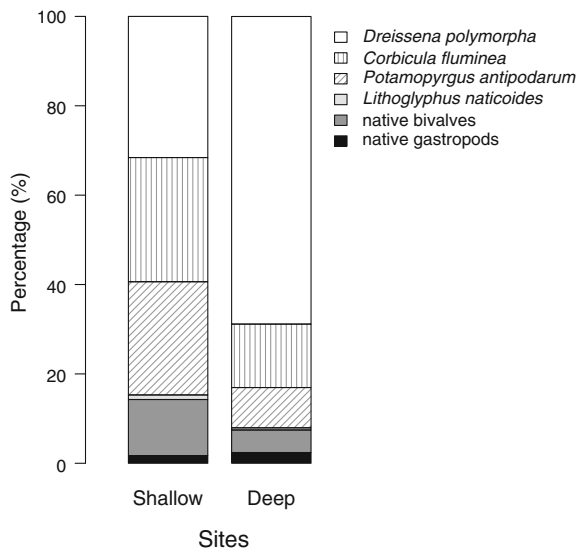 Percentage (%)
100
80
60
40
20
0
Shallow
Deep
Sites
Dreissena polymorpha
Corbicula fluminea
Potamopyrgus antipodarum
Lithoglyphus naticoides
native bivalves
native gastropods